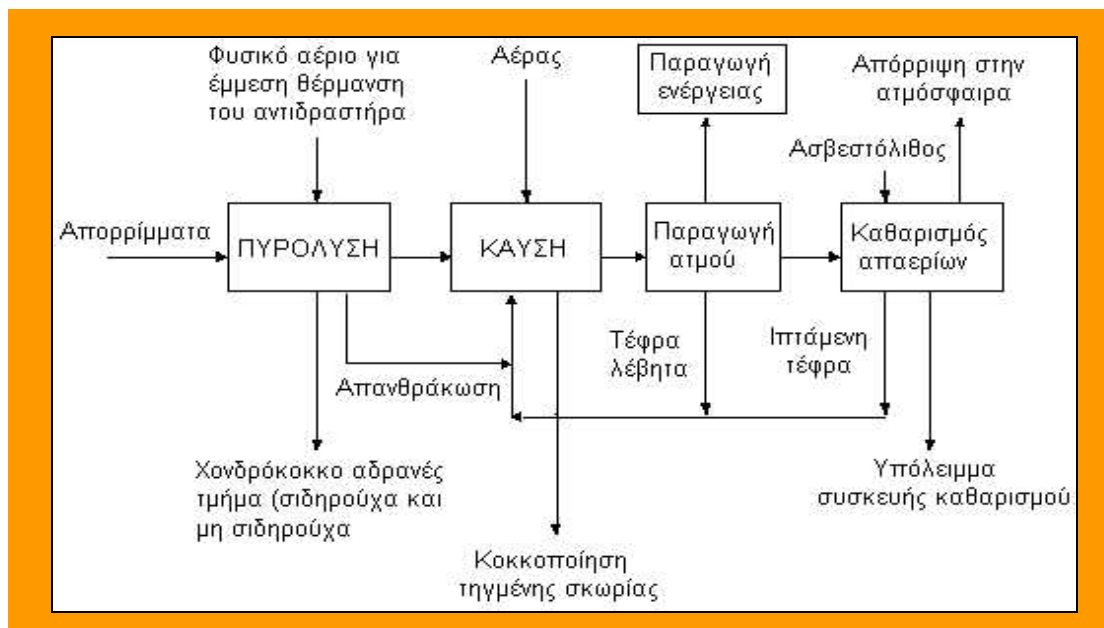 Φυσικό αέριο για
έμμεση θέρμανση
του αντιδραστήρα
Αέρας
Παραγωγή
ενέργειας
Απόρριψη στην
ατμόσφαιρα
Ασβεστόλιθος
Απορρίμματα
ΠΥΡΟΛΥΣΗ
ΚΑΥΣΗ
Παραγωγή
ατμού
Καθαρισμός
απαερίων
Απανθράκωση
Τέφρα
λέβητα
Ιπτάμενη
τέφρα
Χονδρόκοκκο αδρανές
τμήμα (σιδηρούχα και
μη σιδηρούχα
Κοκκοποίηση
τηγμένης σκωρίας
Υπόλειμμα
συσκευής καθαρισμού